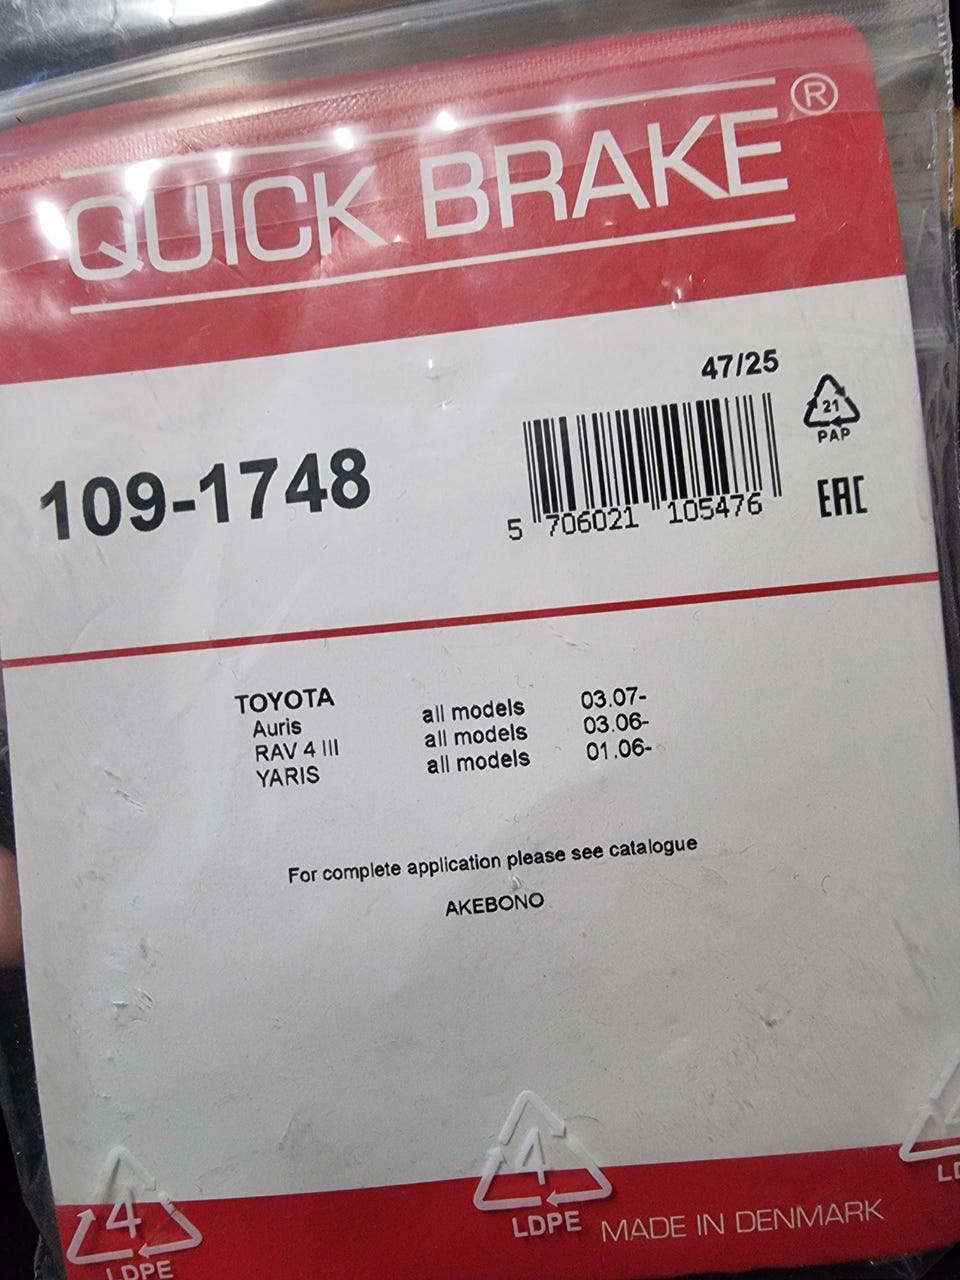 QUICK BRAKE®
47/25
21
PAP
109-1748
5 706021 105476
EAC
TOYOTA
Auris all models 03.07-
RAV 4 III all models 03.06-
YARIS all models 01.06-
For complete application please see catalogue
AKEBONO
4
LDPE
4
LDPE
MADE IN DENMARK